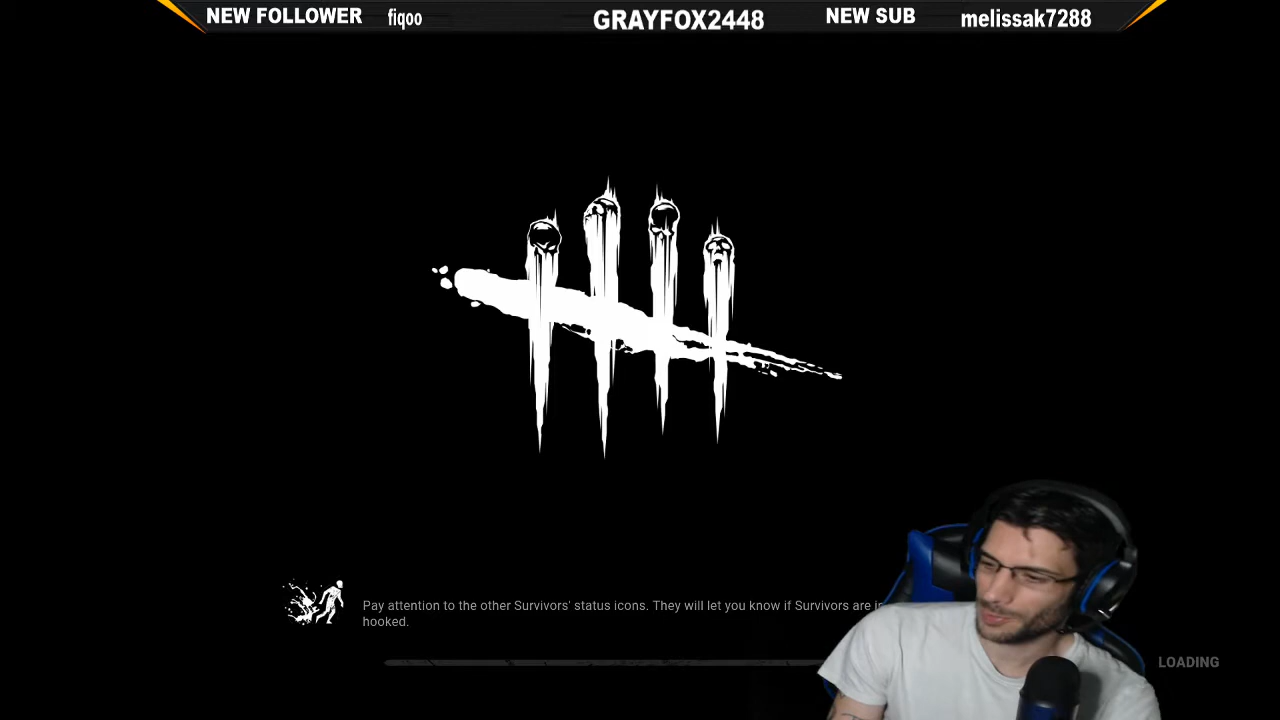 NEW FOLLOWER fiqoo GRAYFOX2448 NEW SUB melissak7288
Pay attention to the other Survivors' status icons. They will let you know if Survivors are
hooked.
LOADING